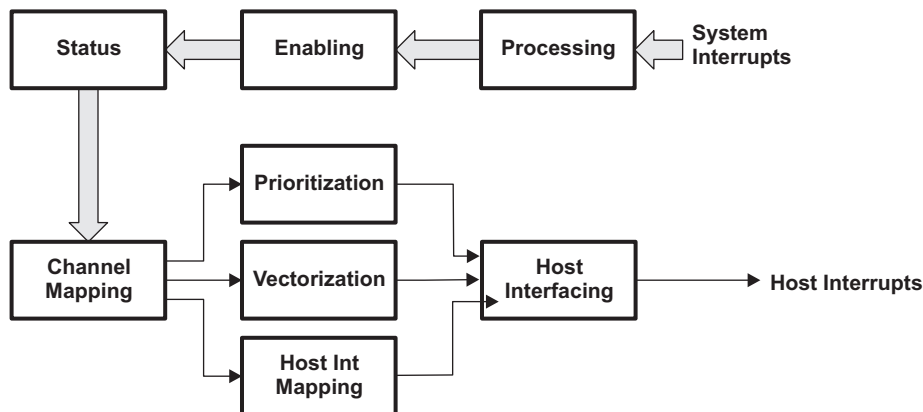 Status
Enabling
Processing
System
Interrupts
Prioritization
Channel
Mapping
Vectorization
Host
Interfacing
Host Interrupts
Host Int
Mapping